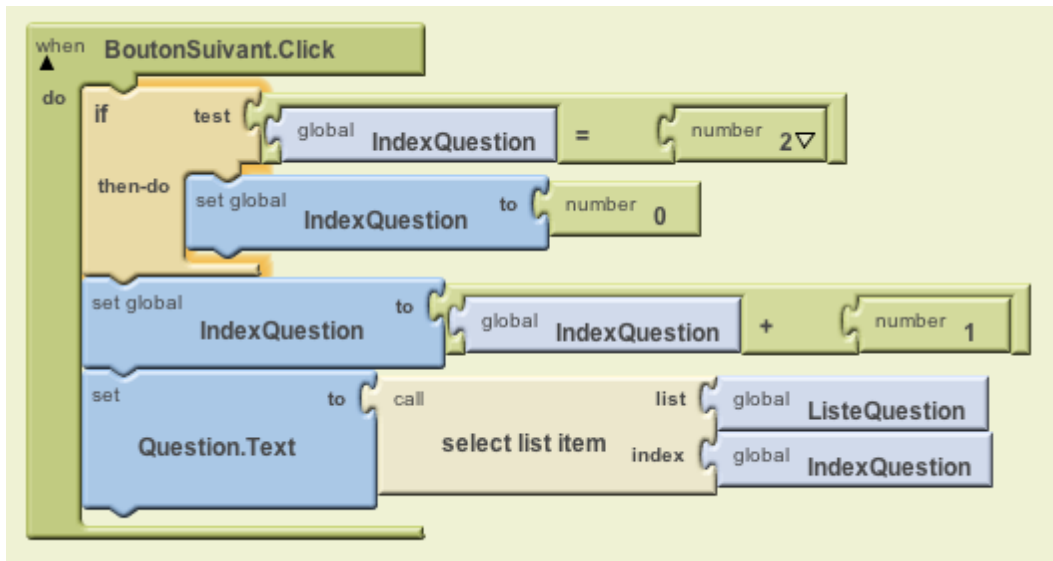 when BoutonSuivant.Click
do
if test global IndexQuestion = number 2
then-do set global IndexQuestion to number 0
set global IndexQuestion to global IndexQuestion + number 1
set Question.Text to call select list item list global ListeQuestion
index global IndexQuestion